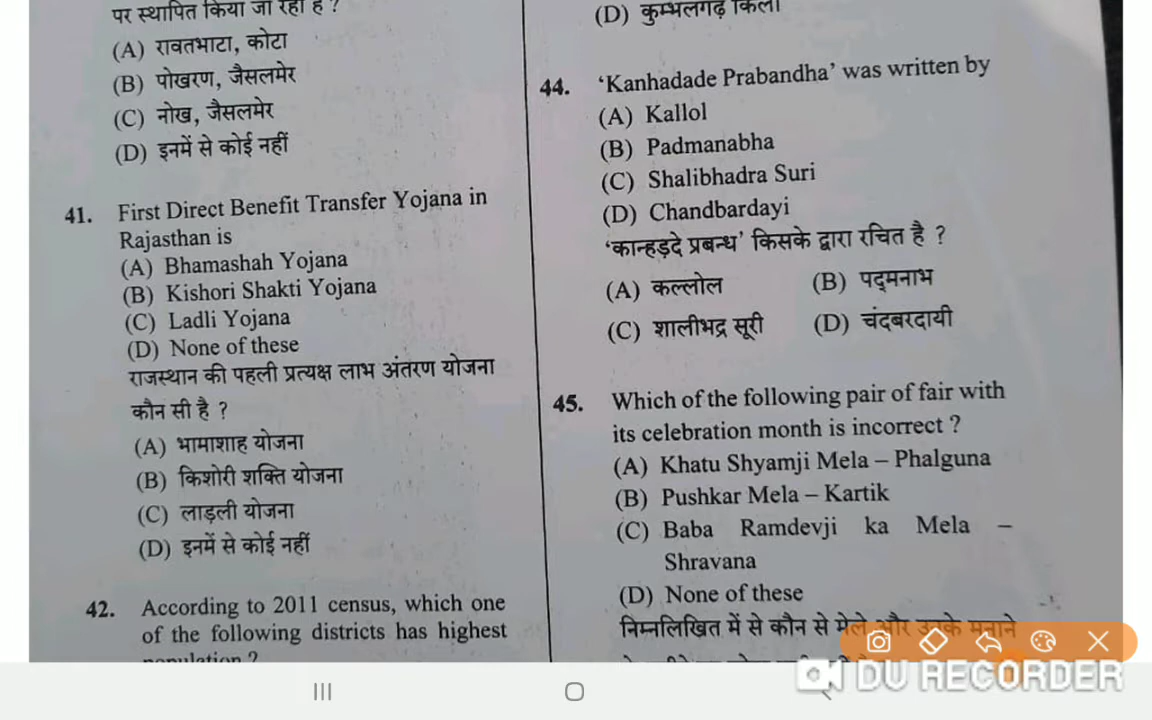 पर स्थापित किया जा रहा है ?
(A) रावतभाटा, कोटा
(B) पोखरण, जैसलमेर
(C) नोख, जैसलमेर
(D) इनमें से कोई नहीं
41. First Direct Benefit Transfer Yojana in
Rajasthan is
(A) Bhamashah Yojana
(B) Kishori Shakti Yojana
(C) Ladli Yojana
(D) None of these
राजस्थान की पहली प्रत्यक्ष लाभ अंतरण योजना
कौन सी है ?
(A) भामाशाह योजना
(B) किशोरी शक्ति योजना
(C) लाड़ली योजना
(D) इनमें से कोई नहीं
42. According to 2011 census, which one
of the following districts has highest
population ?
(D) कुम्भलगढ़ किला
44. ‘Kanhadade Prabandha’ was written by
(A) Kallol
(B) Padmanabha
(C) Shalibhadra Suri
(D) Chandbardayi
‘कान्हड़दे प्रबन्ध’ किसके द्वारा रचित है ?
(A) कल्लोल (B) पद्मनाभ
(C) शालीभद्र सूरी (D) चंदबरदायी
45. Which of the following pair of fair with
its celebration month is incorrect ?
(A) Khatu Shyamji Mela – Phalguna
(B) Pushkar Mela – Kartik
(C) Baba Ramdevji ka Mela –
Shravana
(D) None of these
निम्नलिखित में से कौन से मेले और उनके मनाने
DU RECORDER